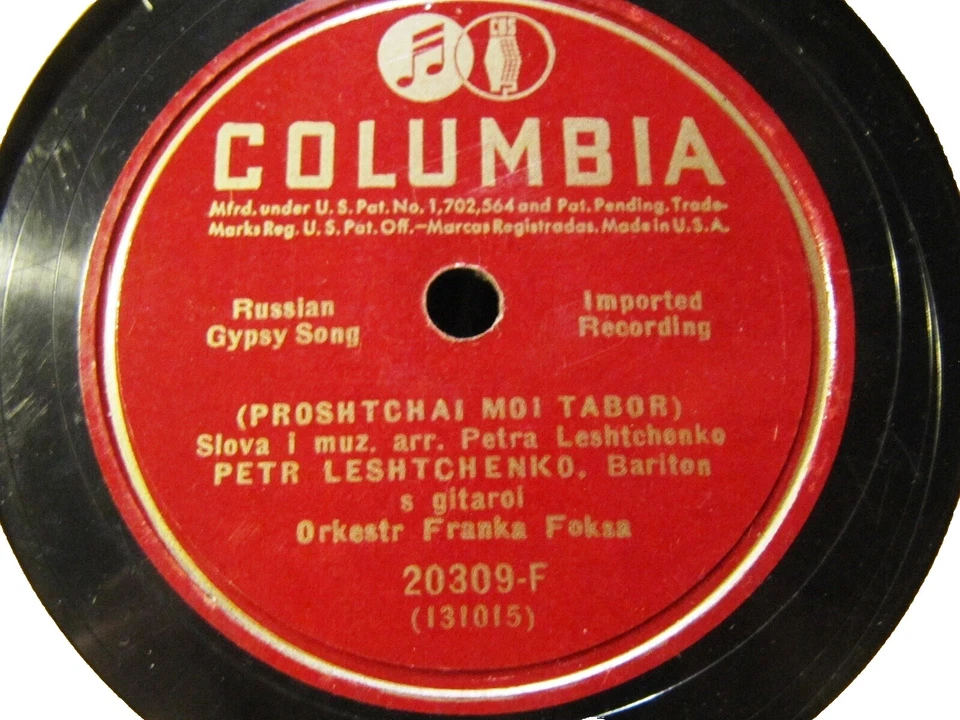 CBS
COLUMBIA
Mfrd. under U. S. Pat. No. 1,702,564 and Pat. Pending. Trade-
Marks Reg. U. S. Pat. Off.—Marcas Registradas. Made in U.S.A.
Russian
Gypsy Song
Imported
Recording
(PROSHTCHAI MOI TABOR)
Slova i muz. arr. Petra Leshtchenko
PETR LESHTCHENKO. Bariton
s gitaroi
Orkestr Franka Foksa
20309-F
(131015)